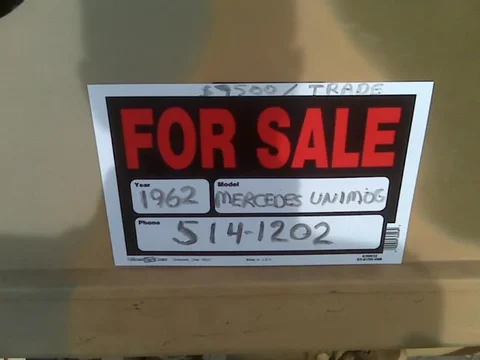 $9500 / TRADE
FOR SALE
Year Model
1962 MERCEDES UNIMOG
Phone
514-1202